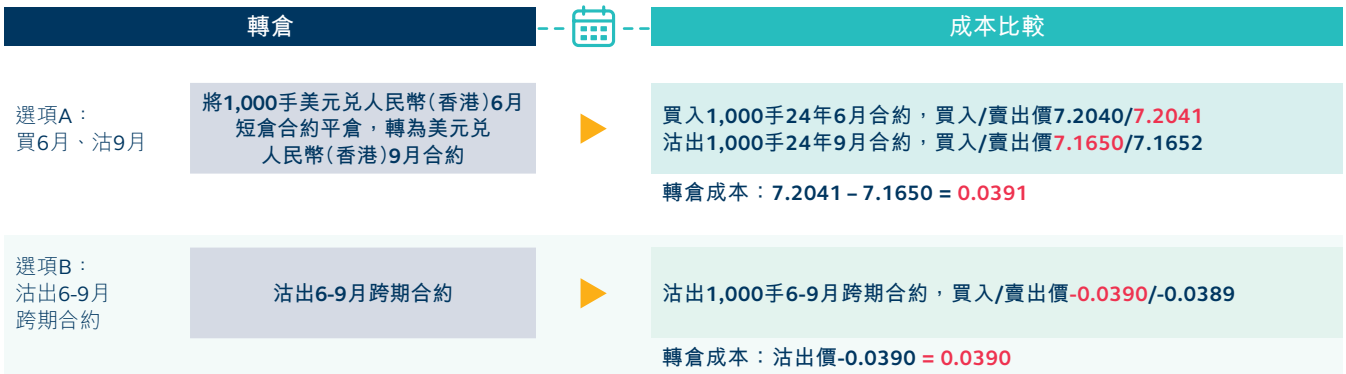 轉倉
成本比較
選項A：
買6月、沽9月
將1,000手美元兑人民幣(香港)6月
短倉合約平倉，轉為美元兑
人民幣(香港)9月合約
買入1,000手24年6月合約，買入/賣出價7.2040/7.2041
沽出1,000手24年9月合約，買入/賣出價7.1650/7.1652
轉倉成本：7.2041 – 7.1650 = 0.0391
選項B：
沽出6-9月
跨期合約
沽出6-9月跨期合約
沽出1,000手6-9月跨期合約，買入/賣出價-0.0390/-0.0389
轉倉成本：沽出價-0.0390 = 0.0390